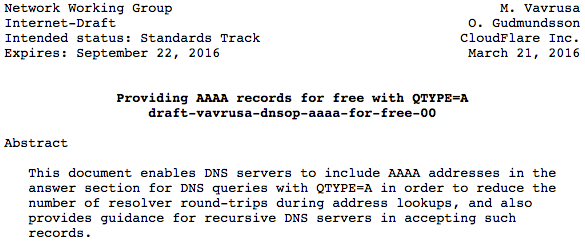 Network Working Group M. Vavrusa
Internet-Draft O. Gudmundsson
Intended status: Standards Track CloudFlare Inc.
Expires: September 22, 2016 March 21, 2016
Providing AAAA records for free with QTYPE=A
draft-vavrusa-dnsop-aaaa-for-free-00
Abstract
This document enables DNS servers to include AAAA addresses in the
answer section for DNS queries with QTYPE=A in order to reduce the
number of resolver round-trips during address lookups, and also
provides guidance for recursive DNS servers in accepting such
records.